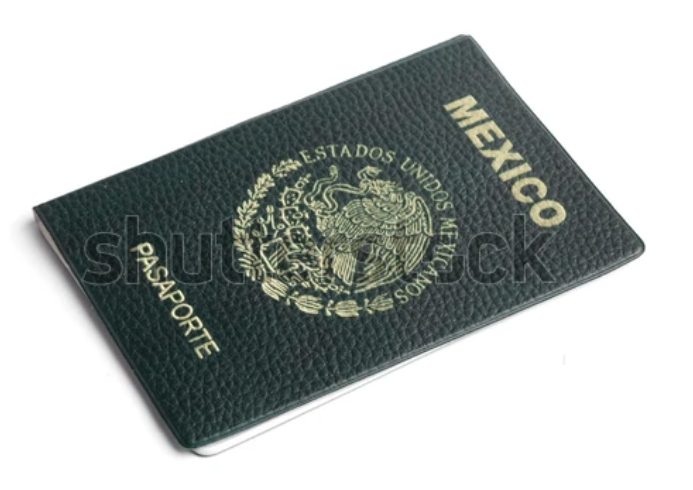 MEXICO
ESTADOS UNIDOS MEXICANOS
PASAPORTE
shutterstock